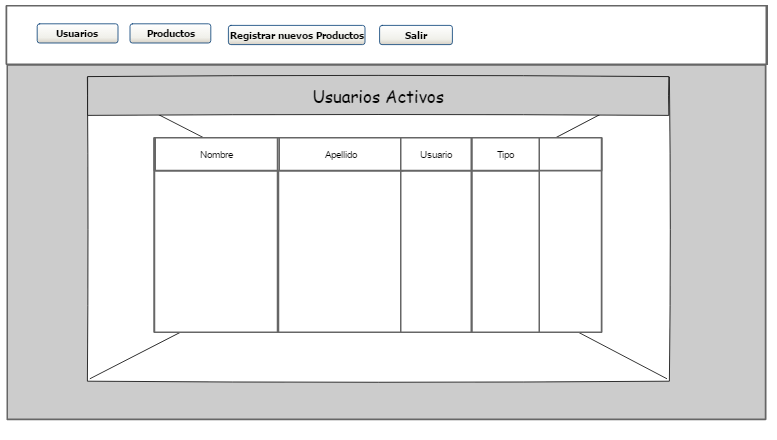 Usuarios Productos Registrar nuevos Productos Salir
Usuarios Activos
Nombre Apellido Usuario Tipo